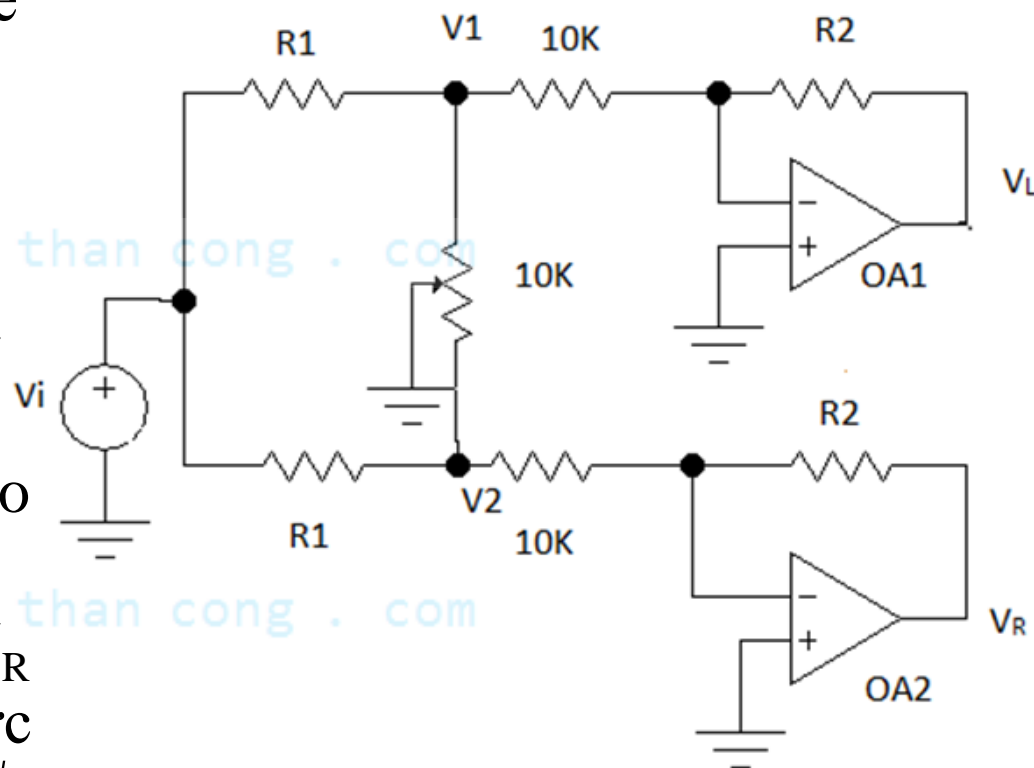 e
R1 V1 10K R2
VL
than cong . com
10K
OA1
Vi
R2
o
V2
R1 10K
than cong . com
VR
R
OA2
rc